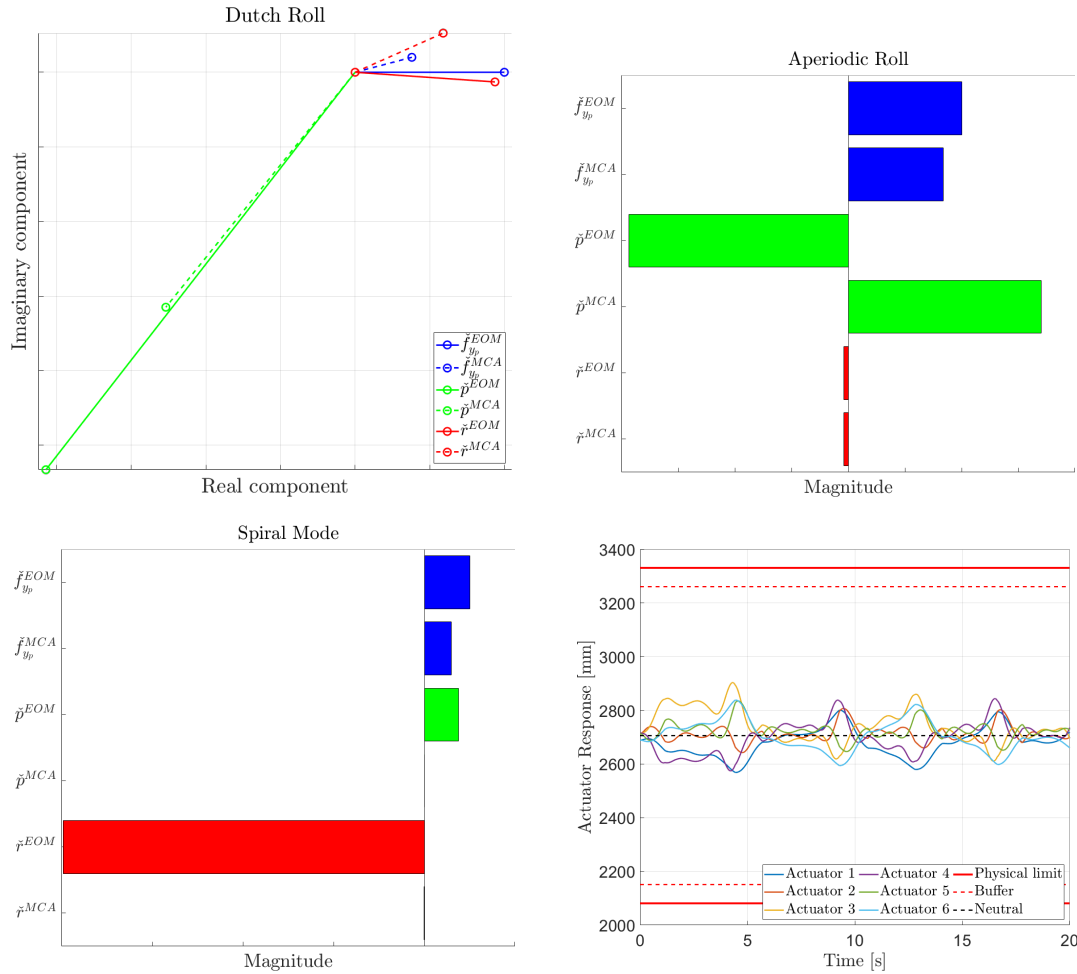 Dutch Roll
Imaginary component
Real component
f̌_{y_p}^{EOM}
f̌_{y_p}^{MCA}
p̌^{EOM}
p̌^{MCA}
ř^{EOM}
ř^{MCA}
Aperiodic Roll
f̌_{y_p}^{EOM}
f̌_{y_p}^{MCA}
p̌^{EOM}
p̌^{MCA}
ř^{EOM}
ř^{MCA}
Magnitude
Spiral Mode
f̌_{y_p}^{EOM}
f̌_{y_p}^{MCA}
p̌^{EOM}
p̌^{MCA}
ř^{EOM}
ř^{MCA}
Magnitude
Actuator Response [mm]
3400
3200
3000
2800
2600
2400
2200
2000
Actuator 1 Actuator 4 Physical limit
Actuator 2 Actuator 5 Buffer
Actuator 3 Actuator 6 Neutral
0 5 10 15 20
Time [s]